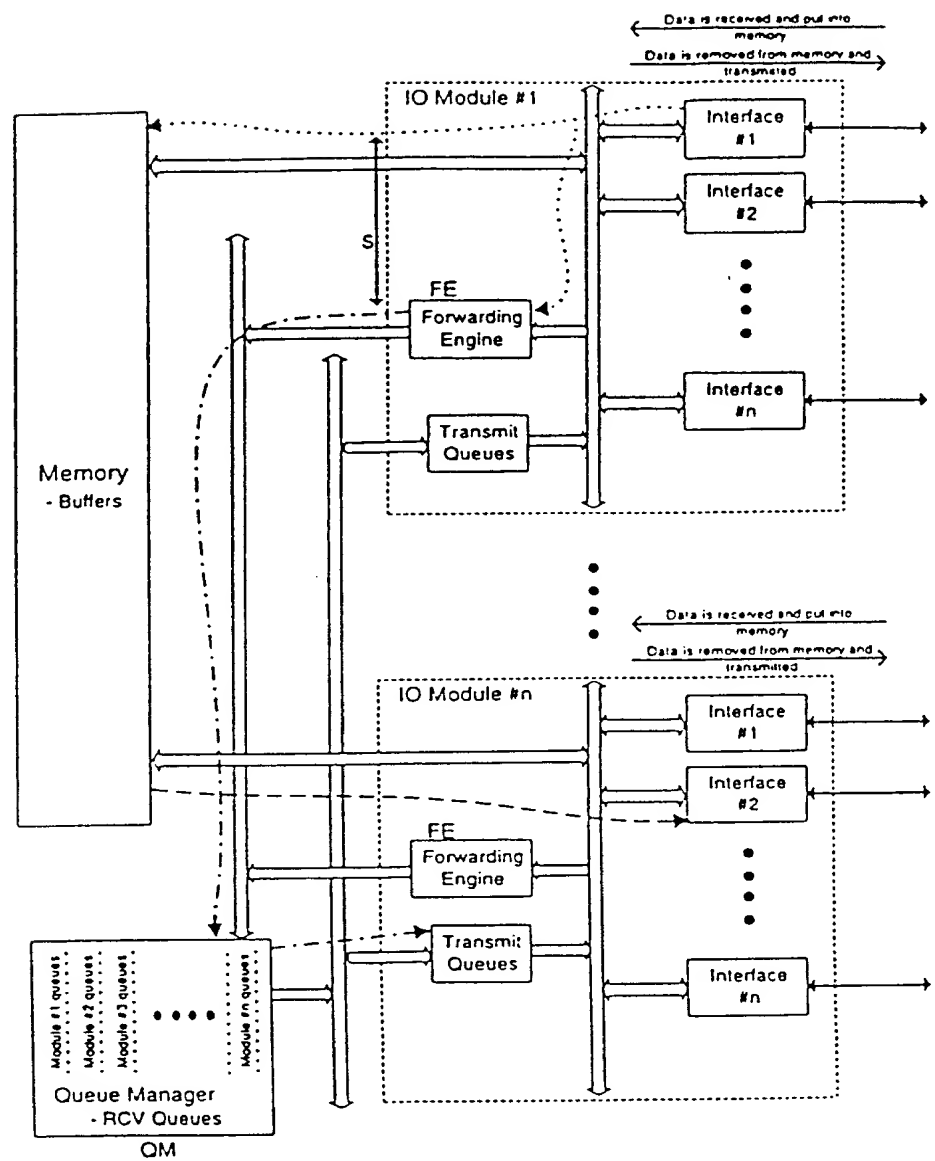 Data is received and put into
memory
Data is removed from memory and
transmited
IO Module #1
Interface
#1
Interface
#2
S
FE
Forwarding
Engine
Interface
#n
Transmit
Queues
Memory
- Buffers
Data is received and put into
memory
Data is removed from memory and
transmitted
IO Module #n
Interface
#1
Interface
#2
FE
Forwarding
Engine
Transmit
Queues
Interface
#n
Module #1 queues
Module #2 queues
Module #3 queues
Module #n queues
Queue Manager
- RCV Queues
QM